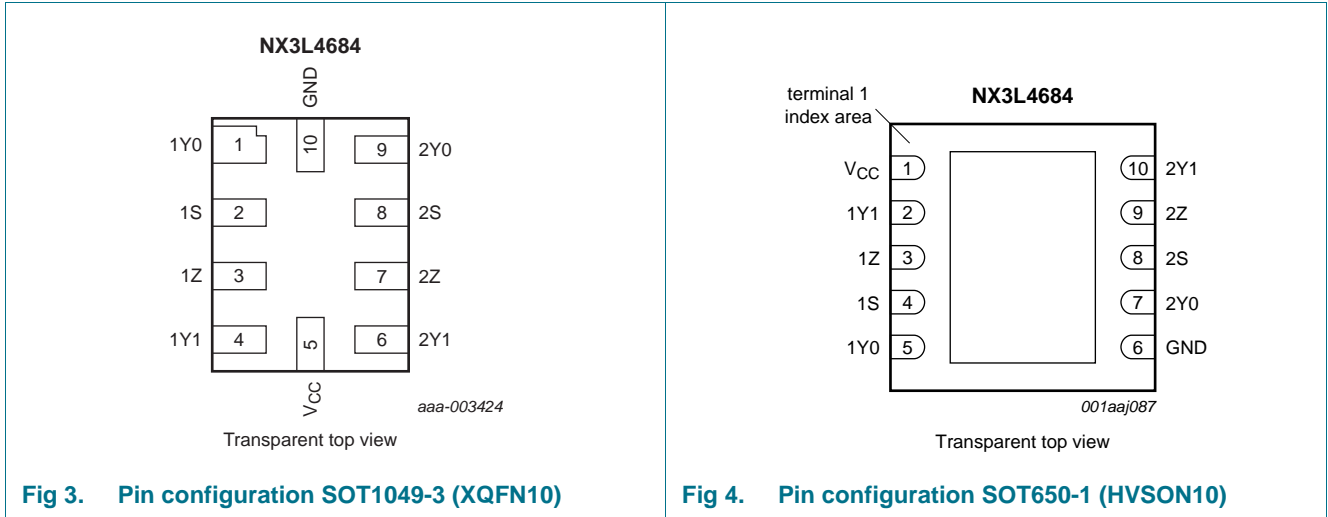 NX3L4684
GND
1Y0 1 10 9 2Y0
1S 2 8 2S
1Z 3 7 2Z
1Y1 4 5 6 2Y1
VCC
aaa-003424
Transparent top view
Fig 3. Pin configuration SOT1049-3 (XQFN10)
terminal 1
index area
NX3L4684
VCC 1 10 2Y1
1Y1 2 9 2Z
1Z 3 8 2S
1S 4 7 2Y0
1Y0 5 6 GND
001aaj087
Transparent top view
Fig 4. Pin configuration SOT650-1 (HVSON10)